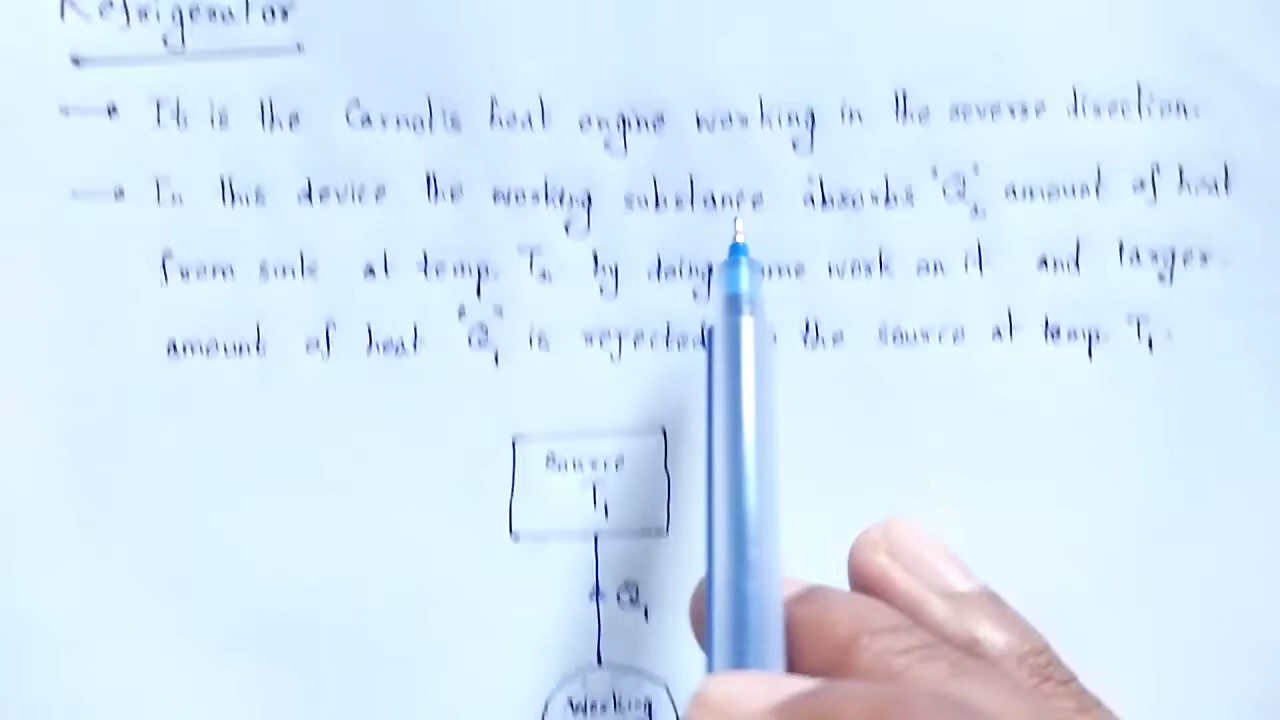 Refrigerator
→ It is the Carnot's heat engine working in the reverse direction.
→ In this device the working substance absorbs 'Q₂' amount of heat
from sink at temp. T₂ by doing work on it and larger
amount of heat "Q₁" is rejected the source at temp. T₁.
Source
T₁
Q₁
Working